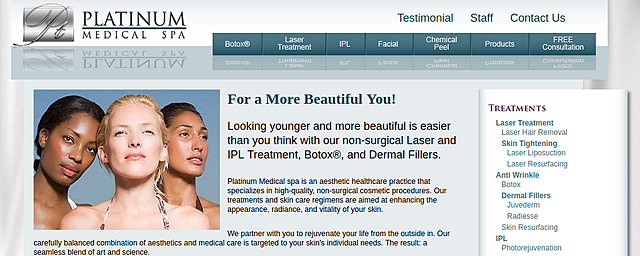 Pt PLATINUM
MEDICAL SPA
Testimonial Staff Contact Us
Botox® Laser Treatment IPL Facial Chemical Peel Products FREE Consultation
For a More Beautiful You!
Looking younger and more beautiful is easier
than you think with our non-surgical Laser and
IPL Treatment, Botox®, and Dermal Fillers.
Platinum Medical spa is an aesthetic healthcare practice that
specializes in high-quality, non-surgical cosmetic procedures. Our
treatments and skin care regimens are aimed at enhancing the
appearance, radiance, and vitality of your skin.
We partner with you to rejuvenate your life from the outside in. Our
carefully balanced combination of aesthetics and medical care is targeted to your skin's individual needs. The result: a
seamless blend of art and science.
Treatments
Laser Treatment
Laser Hair Removal
Skin Tightening
Laser Liposuction
Laser Resurfacing
Anti Wrinkle
Botox
Dermal Fillers
Juvederm
Radiesse
Skin Resurfacing
IPL
Photorejuvenation